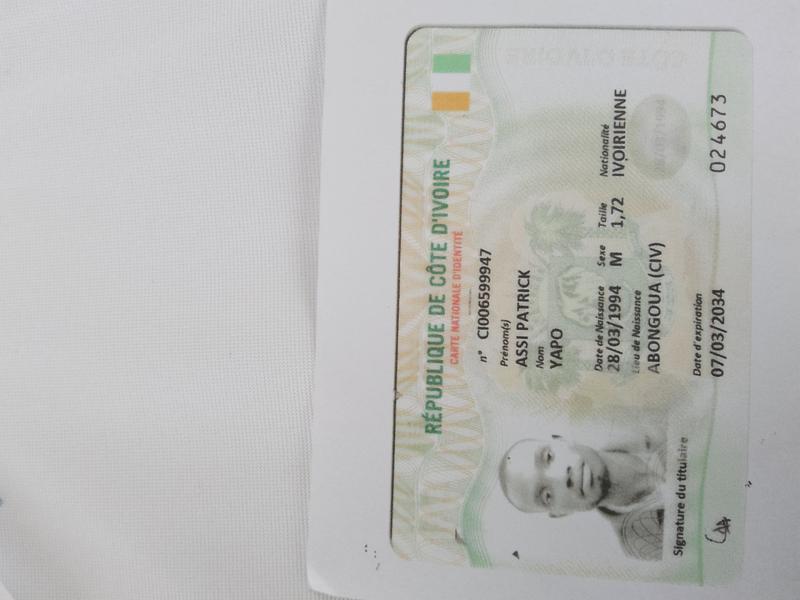 RÉPUBLIQUE DE CÔTE D'IVOIRE
CARTE NATIONALE D'IDENTITÉ
n° CI006599947
Prénom(s)
ASSI PATRICK
Nom
YAPO
Date de Naissance Sexe Taille Nationalité
28/03/1994 M 1,72 IVOIRIENNE
Lieu de Naissance
ABONGOUA (CIV)
Date d'expiration
07/03/2034
024673
Signature du titulaire
CÔTE D'IVOIRE